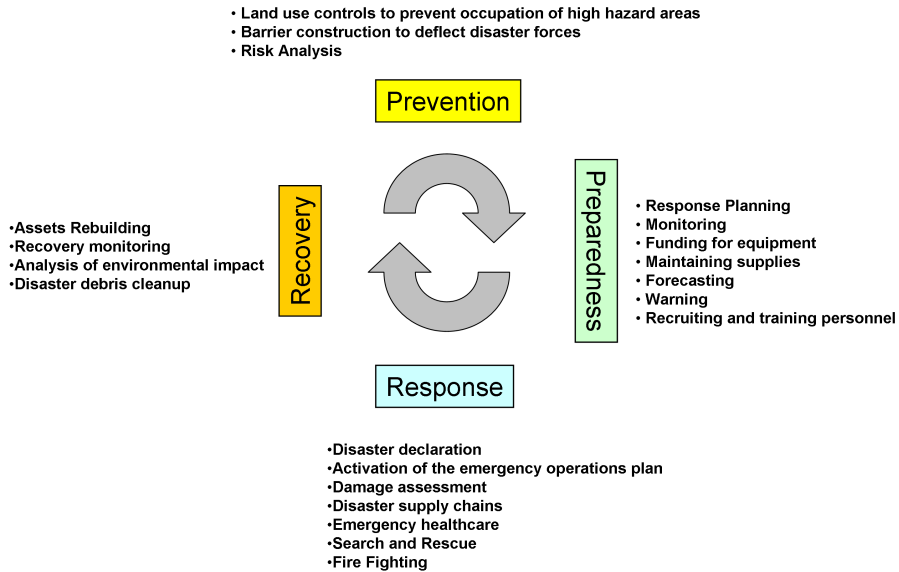 • Land use controls to prevent occupation of high hazard areas
• Barrier construction to deflect disaster forces
• Risk Analysis
Prevention
Preparedness
• Response Planning
• Monitoring
• Funding for equipment
• Maintaining supplies
• Forecasting
• Warning
• Recruiting and training personnel
Recovery
•Assets Rebuilding
•Recovery monitoring
•Analysis of environmental impact
•Disaster debris cleanup
Response
•Disaster declaration
•Activation of the emergency operations plan
•Damage assessment
•Disaster supply chains
•Emergency healthcare
•Search and Rescue
•Fire Fighting